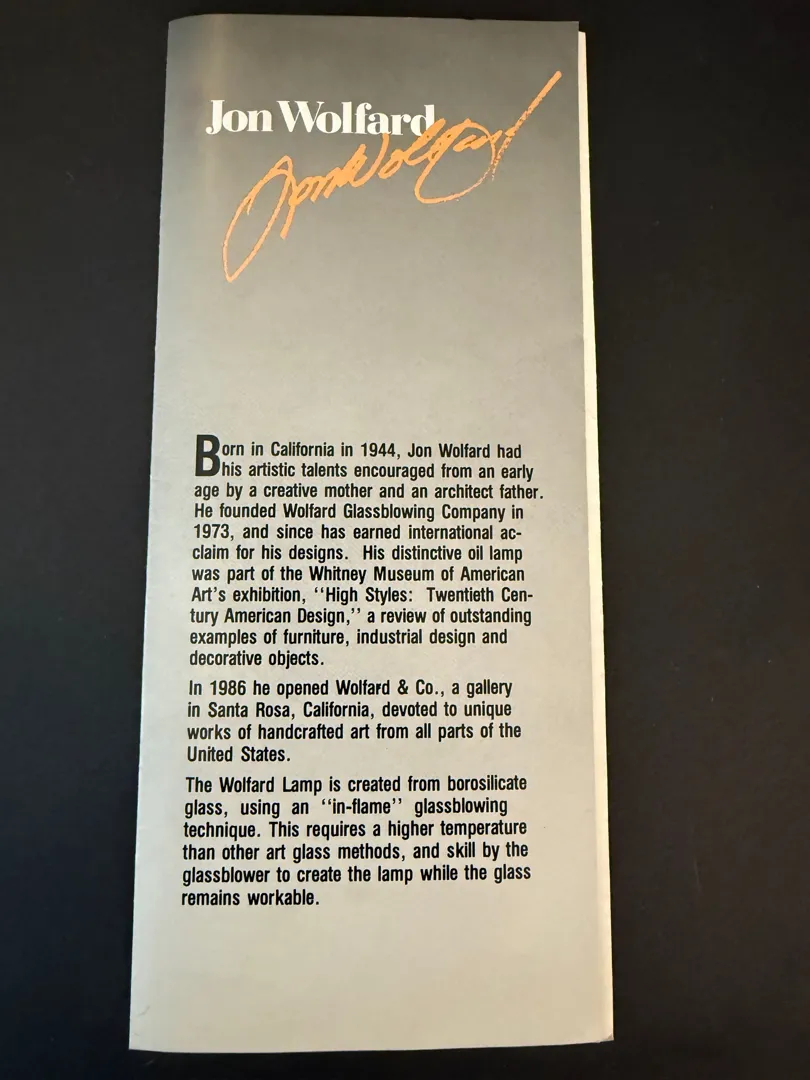 Jon Wolfard
Jon Wolfard
Born in California in 1944, Jon Wolfard had
his artistic talents encouraged from an early
age by a creative mother and an architect father.
He founded Wolfard Glassblowing Company in
1973, and since has earned international ac-
claim for his designs. His distinctive oil lamp
was part of the Whitney Museum of American
Art's exhibition, ‘‘High Styles: Twentieth Cen-
tury American Design,’’ a review of outstanding
examples of furniture, industrial design and
decorative objects.
In 1986 he opened Wolfard & Co., a gallery
in Santa Rosa, California, devoted to unique
works of handcrafted art from all parts of the
United States.
The Wolfard Lamp is created from borosilicate
glass, using an ‘‘in-flame’’ glassblowing
technique. This requires a higher temperature
than other art glass methods, and skill by the
glassblower to create the lamp while the glass
remains workable.